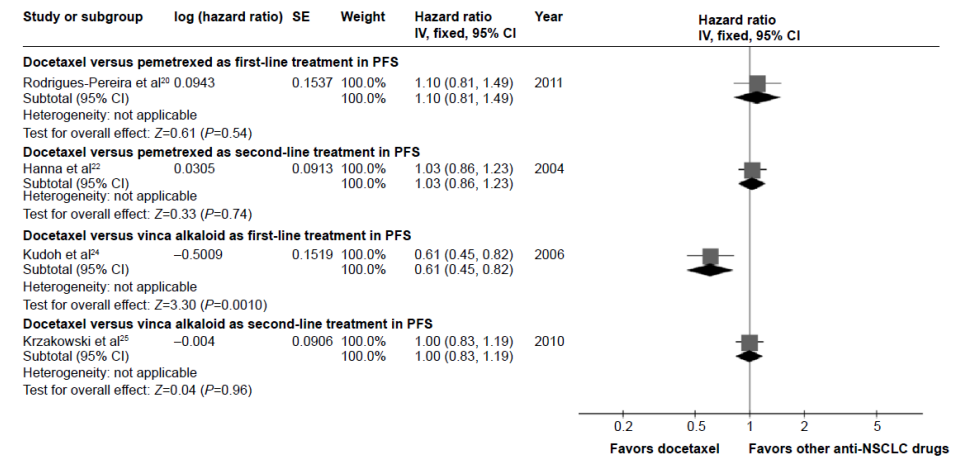 Study or subgroup log (hazard ratio) SE Weight Hazard ratio Year Hazard ratio
IV, fixed, 95% CI IV, fixed, 95% CI
Docetaxel versus pemetrexed as first-line treatment in PFS
Rodrigues-Pereira et al20 0.0943 0.1537 100.0% 1.10 (0.81, 1.49) 2011
Subtotal (95% CI) 100.0% 1.10 (0.81, 1.49)
Heterogeneity: not applicable
Test for overall effect: Z=0.61 (P=0.54)
Docetaxel versus pemetrexed as second-line treatment in PFS
Hanna et al22 0.0305 0.0913 100.0% 1.03 (0.86, 1.23) 2004
Subtotal (95% CI) 100.0% 1.03 (0.86, 1.23)
Heterogeneity: not applicable
Test for overall effect: Z=0.33 (P=0.74)
Docetaxel versus vinca alkaloid as first-line treatment in PFS
Kudoh et al24 −0.5009 0.1519 100.0% 0.61 (0.45, 0.82) 2006
Subtotal (95% CI) 100.0% 0.61 (0.45, 0.82)
Heterogeneity: not applicable
Test for overall effect: Z=3.30 (P=0.0010)
Docetaxel versus vinca alkaloid as second-line treatment in PFS
Krzakowski et al25 −0.004 0.0906 100.0% 1.00 (0.83, 1.19) 2010
Subtotal (95% CI) 100.0% 1.00 (0.83, 1.19)
Heterogeneity: not applicable
Test for overall effect: Z=0.04 (P=0.96)
0.2 0.5 1 2 5
Favors docetaxel Favors other anti-NSCLC drugs